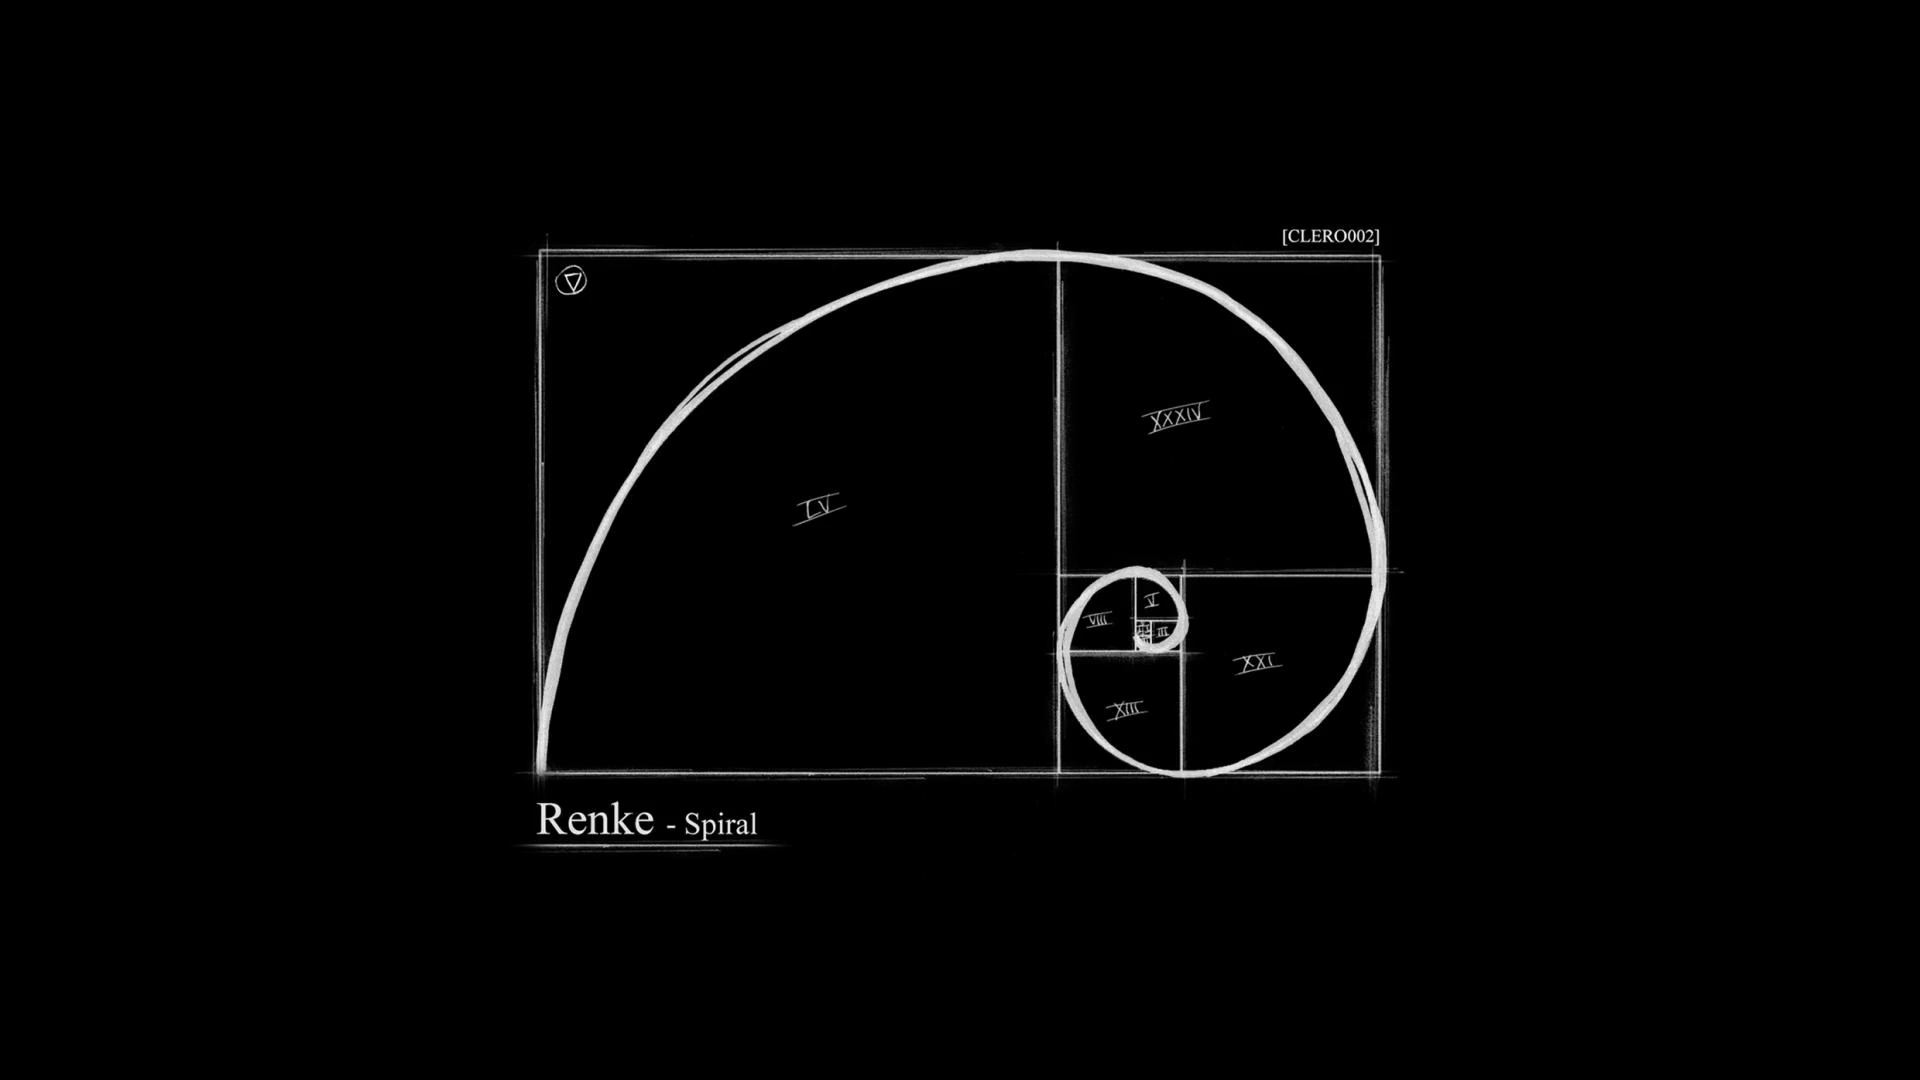 [CLERO002]
XXXIV
LV
V
VIII
III
XXI
XIII
Renke - Spiral